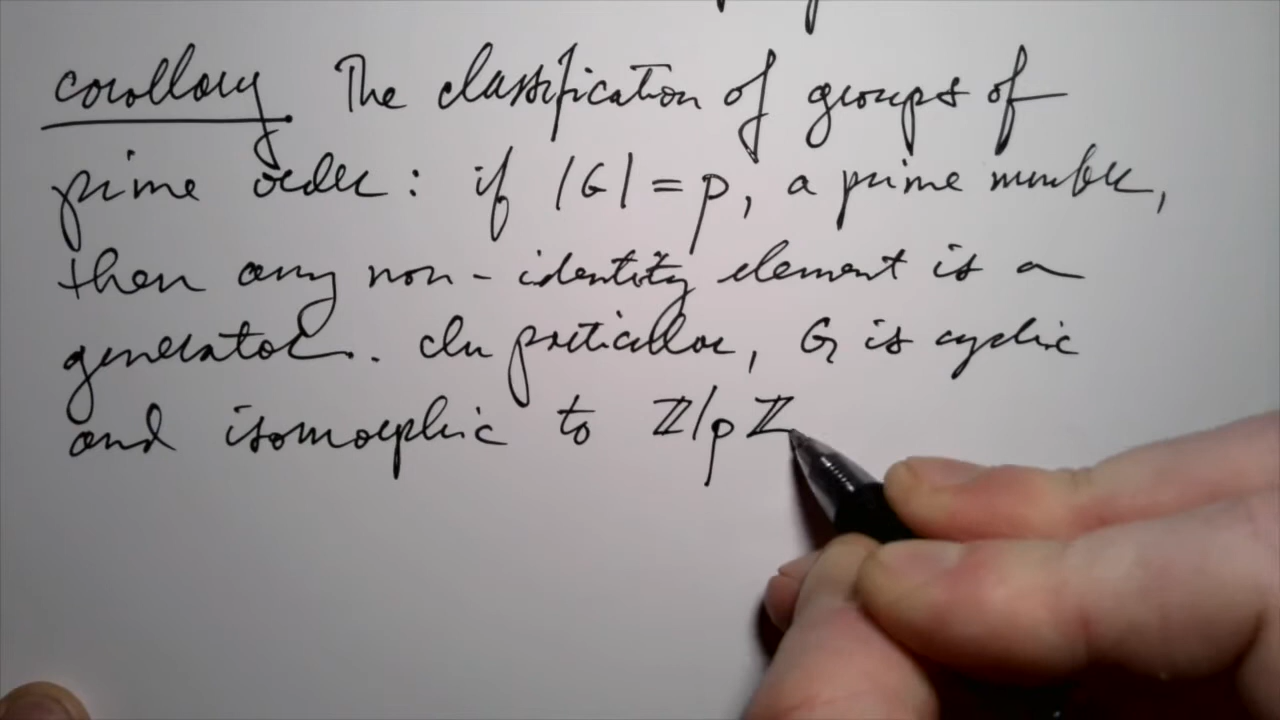 corollary The classification of groups of
prime order: if |G| = p, a prime number,
then any non-identity element is a
generator. In particular, G is cyclic
and isomorphic to ℤ/pℤ